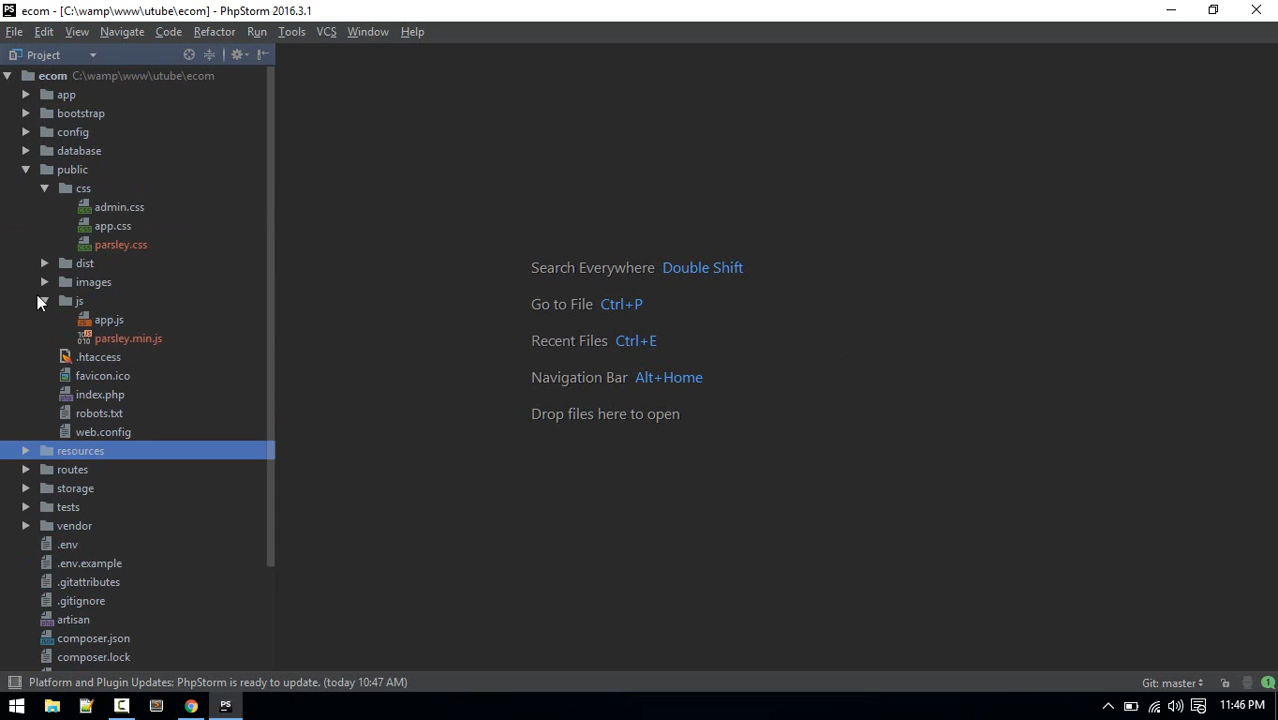 PS ecom - [C:\wamp\www\utube\ecom] - PhpStorm 2016.3.1
File Edit View Navigate Code Refactor Run Tools VCS Window Help
Project
ecom C:\wamp\www\utube\ecom
app
bootstrap
config
database
public
css
admin.css
app.css
parsley.css
dist
images
js
app.js
parsley.min.js
.htaccess
favicon.ico
index.php
robots.txt
web.config
resources
routes
storage
tests
vendor
.env
.env.example
.gitattributes
.gitignore
artisan
composer.json
composer.lock
Search Everywhere Double Shift
Go to File Ctrl+P
Recent Files Ctrl+E
Navigation Bar Alt+Home
Drop files here to open
Platform and Plugin Updates: PhpStorm is ready to update. (today 10:47 AM)
Git: master
1
PS
11:46 PM